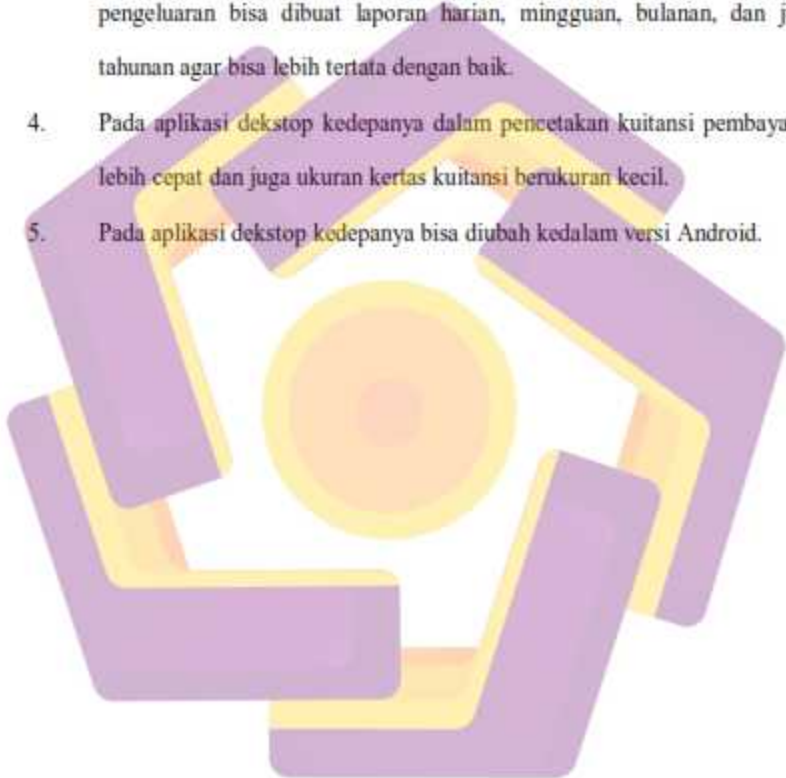 pengeluaran bisa dibuat laporan harian, mingguan, bulanan, dan
tahunan agar bisa lebih tertata dengan baik.
4. Pada aplikasi dekstop kedepanya dalam pencetakan kuitansi
lebih cepat dan juga ukuran kertas kuitansi berukuran kecil.
5. Pada aplikasi dekstop kedepanya bisa diubah kedalam versi Android.